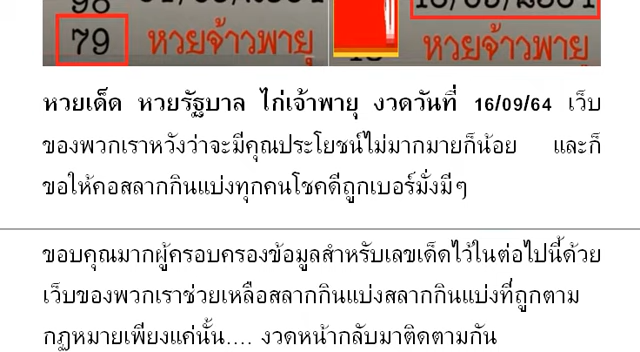 79
หวยจ้าวพายุ
หวยจ้าวพายุ
หวยเด็ด หวยรัฐบาล ไก่เจ้าพายุ งวดวันที่ 16/09/64 เว็บ
ของพวกเราหวังว่าจะมีคุณประโยชน์ไม่มากมายก็น้อย และก็
ขอให้คอสลากกินแบ่งทุกคนโชคดีถูกเบอร์มั่งมีๆ
ขอบคุณมากผู้ครอบครองข้อมูลสำหรับเลขเด็ดไว้ในต่อไปนี้ด้วย
เว็บของพวกเราช่วยเหลือสลากกินแบ่งสลากกินแบ่งที่ถูกตาม
กฏหมายเพียงแค่นั้น.... งวดหน้ากลับมาติดตามกัน